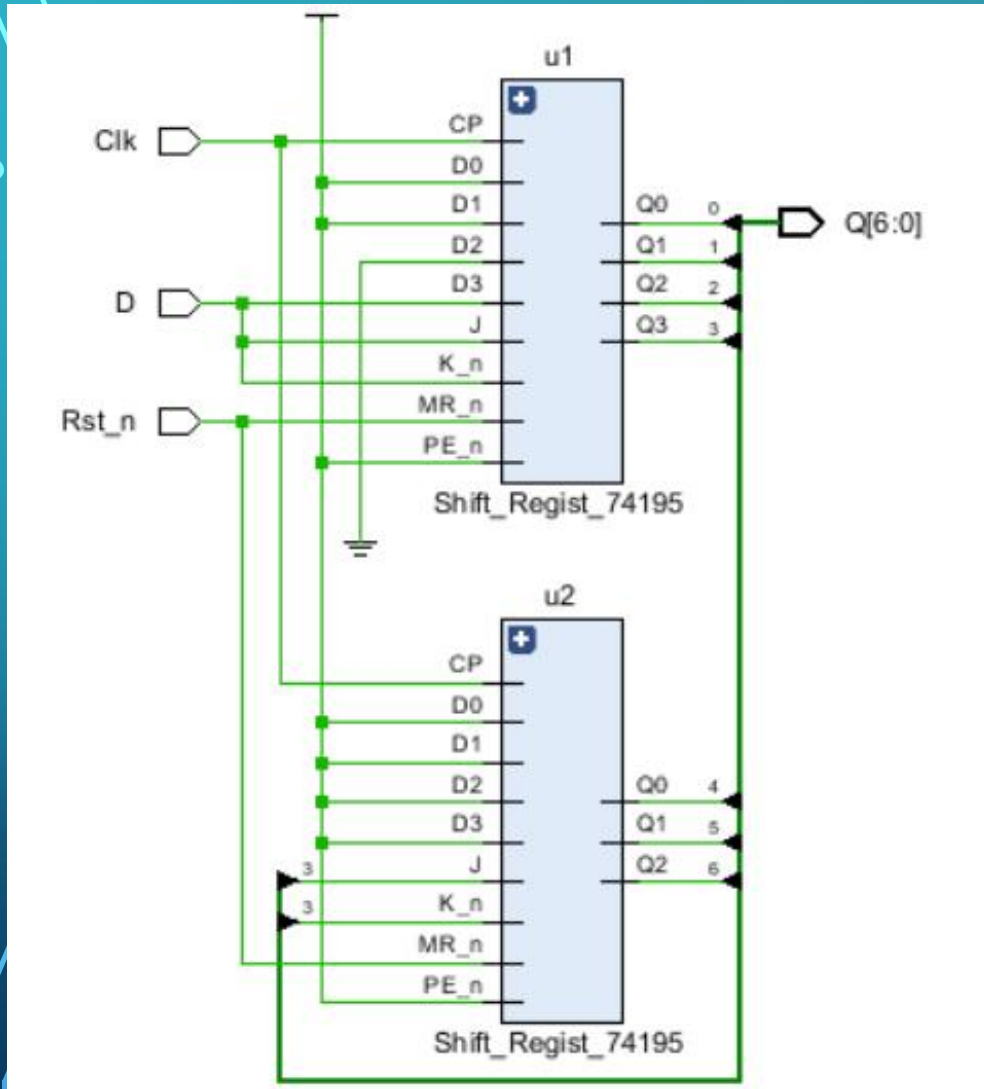 u1
Clk
CP
D0
D1
D2
D
D3
J
K_n
Rst_n
MR_n
PE_n
Q0 0
Q1 1
Q2 2
Q3 3
Q[6:0]
Shift_Regist_74195
u2
CP
D0
D1
D2
D3
3 J
3 K_n
MR_n
PE_n
Q0 4
Q1 5
Q2 6
Shift_Regist_74195